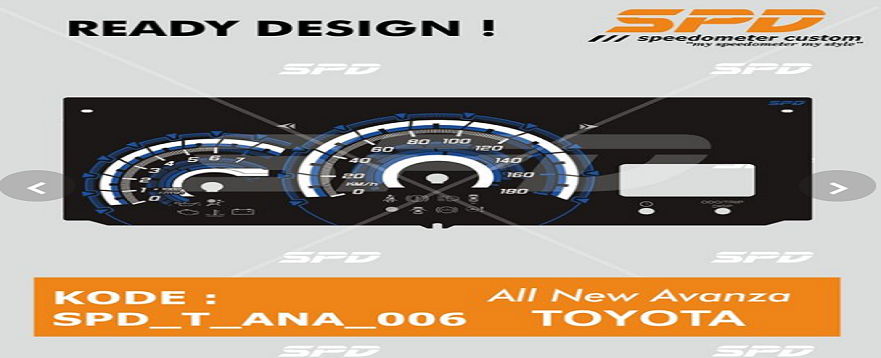 READY DESIGN !
SPD
/// speedometer custom
"my speedometer my style"
SPD
SPD
SPD
0 1 2 3 4 5 6 7
0 20 40 60 80 100 120 140 160 180
KM/h
ODO/TRIP
SPD
SPD
KODE :
SPD_T_ANA_006
All New Avanza
TOYOTA
SPD
SPD